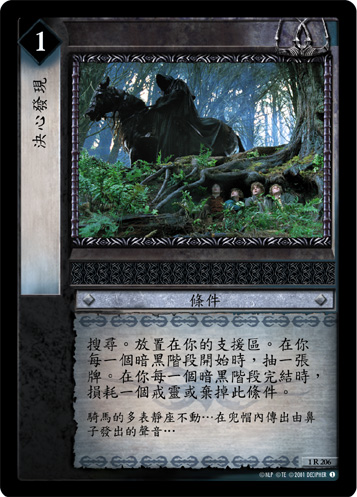 1
決心發現
條件
搜尋。放置在你的支援區。在你
每一個暗黑階段開始時，抽一張
牌。在你每一個暗黑階段完結時，
損耗一個戒靈或棄掉此條件。
騎馬的多表靜座不動…在兜帽內傳出由鼻
子發出的聲音…
1 R 206
©NLP ©TE ©2001 DECIPHER